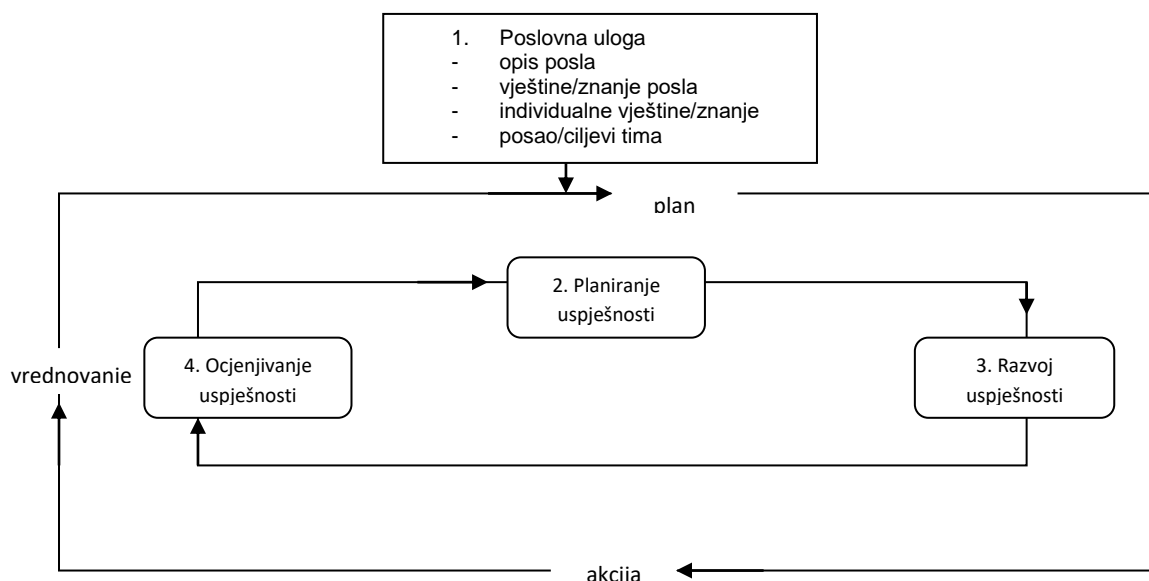 1. Poslovna uloga
- opis posla
- vještine/znanje posla
- individualne vještine/znanje
- posao/ciljevi tima
plan
2. Planiranje
uspješnosti
vrednovanje
4. Ocjenjivanje
uspješnosti
3. Razvoj
uspješnosti
akcija